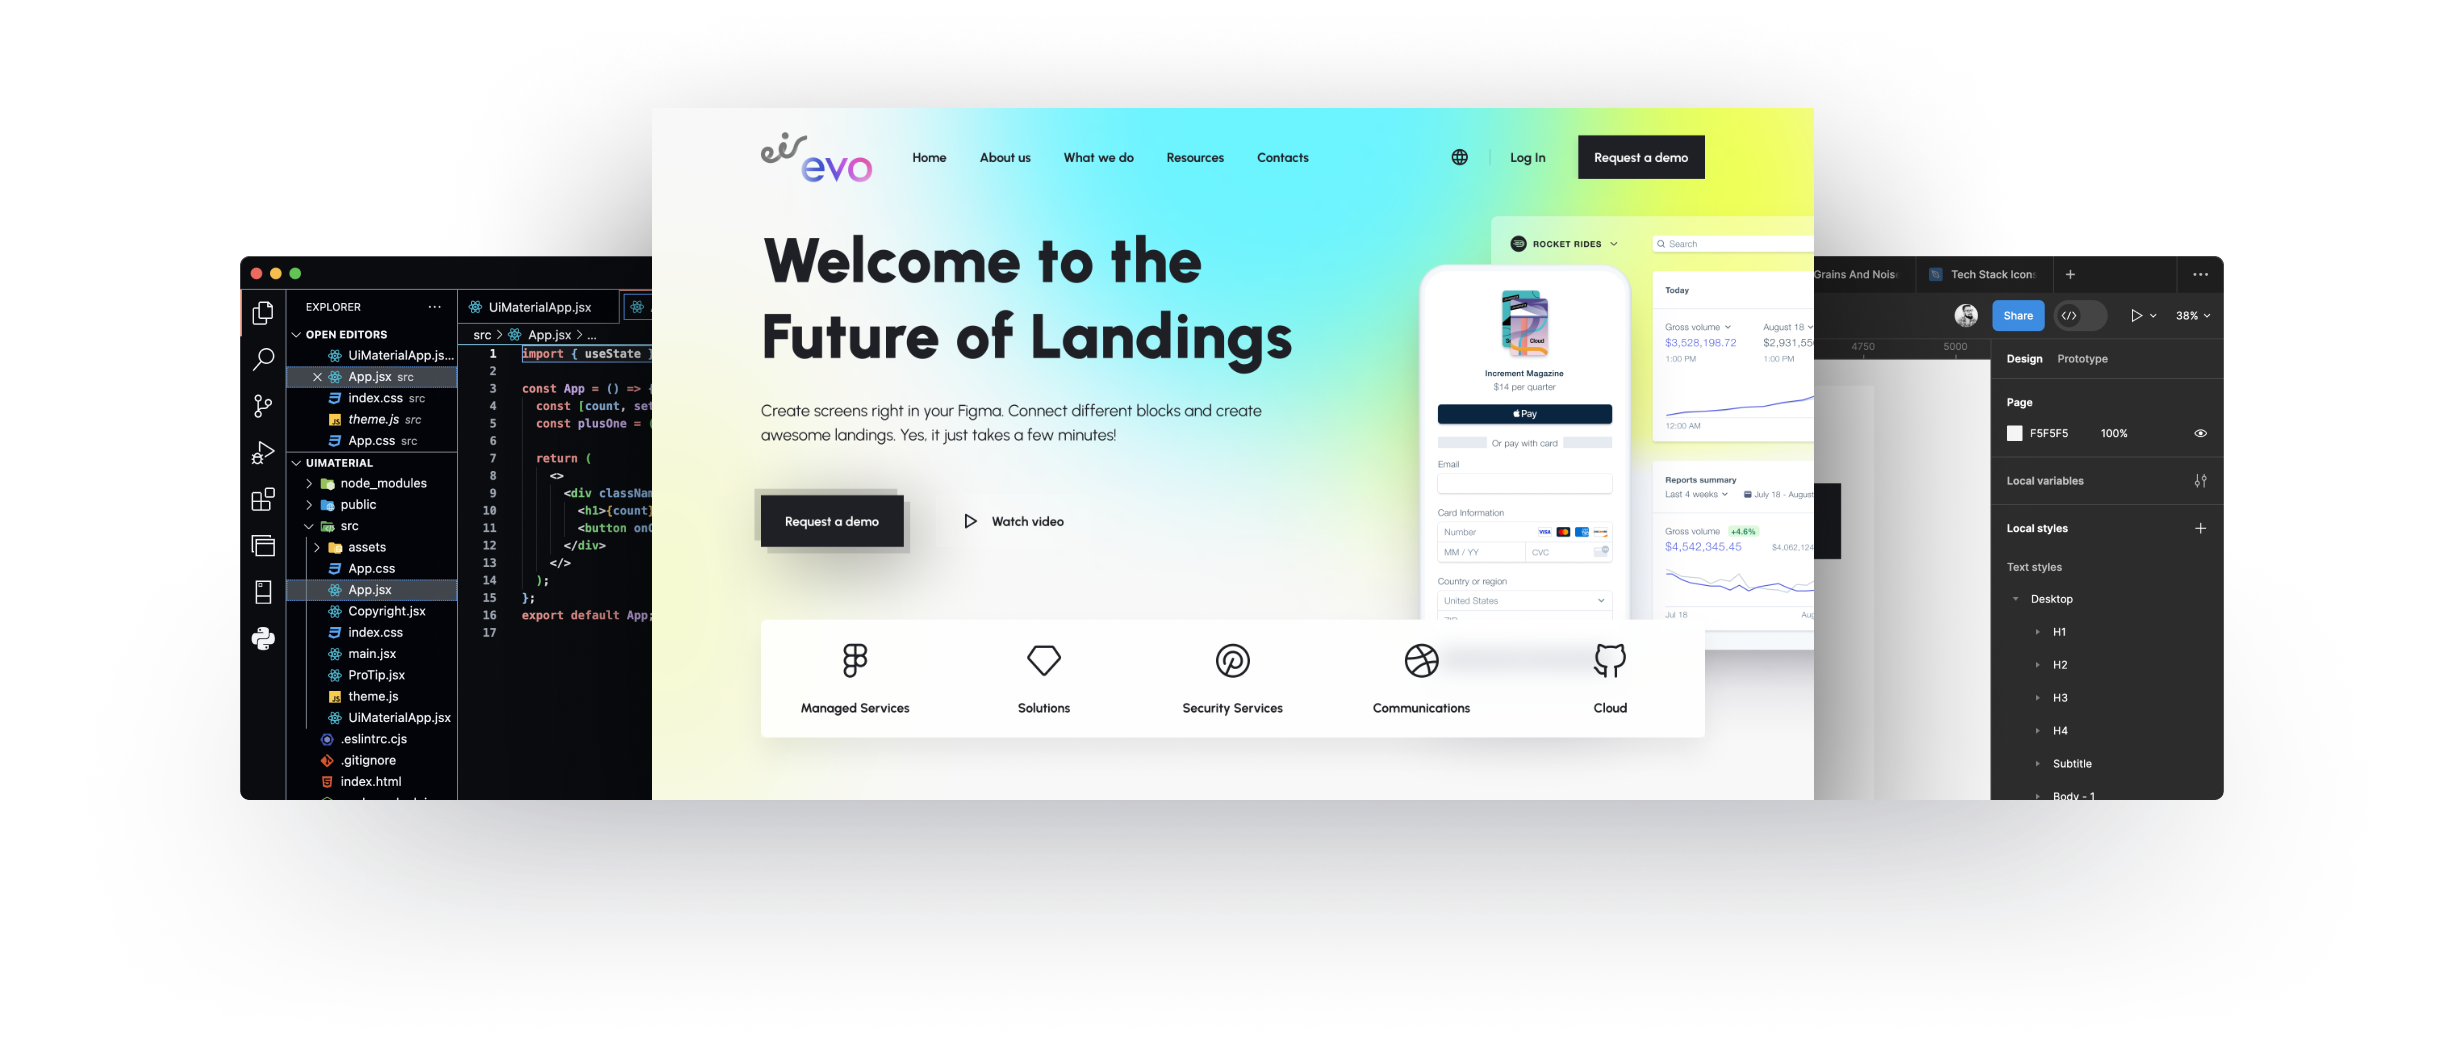 eir
evo
Home
About us
What we do
Resources
Contacts
Log In
Request a demo
Welcome to the
Future of Landings
Create screens right in your Figma. Connect different blocks and create
awesome landings. Yes, it just takes a few minutes!
Request a demo
Watch video
ROCKET RIDES
Search
Today
Gross volume
August 18
$3,528,198.72
$2,931,55
1:00 PM
1:00 PM
12:00 AM
Reports summary
Last 4 weeks
July 18 - August
Gross volume
+4.6%
$4,542,345.45
$4,062,124
Jul 18
Aug
Cloud
Increment Magazine
$14 per quarter
Pay
Or pay with card
Email
Card Information
Number
VISA
MM / YY
CVC
Country or region
United States
Managed Services
Solutions
Security Services
Communications
Cloud
EXPLORER
OPEN EDITORS
UiMaterialApp.js...
App.jsx src
index.css src
JS theme.js src
App.css src
UIMATERIAL
node_modules
public
src
assets
App.css
App.jsx
Copyright.jsx
index.css
main.jsx
ProTip.jsx
JS theme.js
UiMaterialApp.jsx
.eslintrc.cjs
.gitignore
index.html
UiMaterialApp.jsx
src > App.jsx > ...
1 import { useState }
2
3 const App = () => {
4 const [count, set
5 const plusOne = (
6
7 return (
8 <>
9 <div classNam
10 <h1>{count}
11 <button onC
12 </div>
13 </>
14 );
15 };
16 export default App;
17
Grains And Nois
Tech Stack Icons
+
Share
</>
38%
4750
5000
Design
Prototype
Page
F5F5F5
100%
Local variables
Local styles
Text styles
Desktop
H1
H2
H3
H4
Subtitle
Body - 1